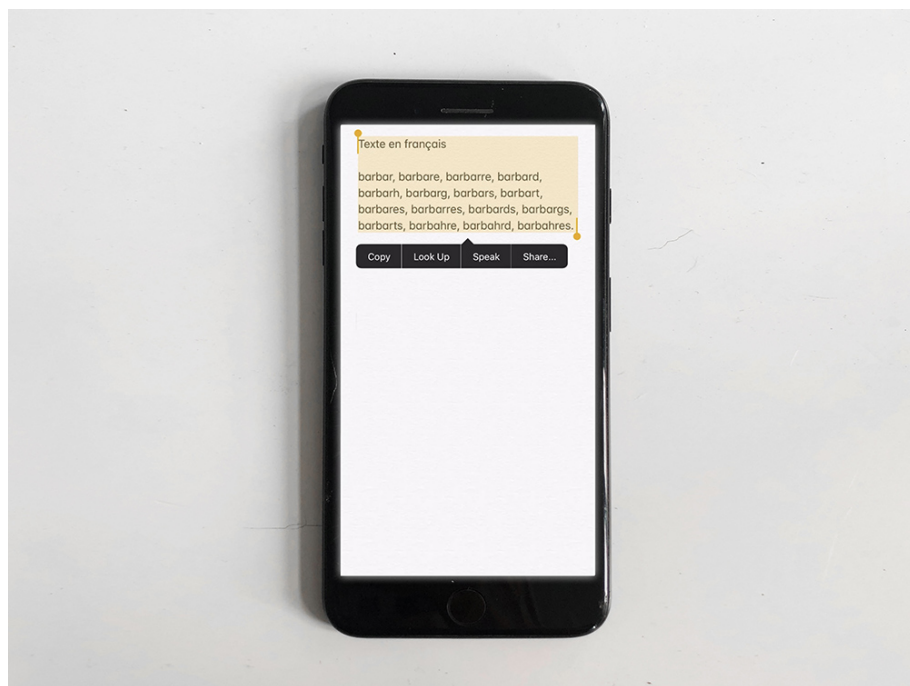 Texte en français
barbar, barbare, barbarre, barbard,
barbarh, barbarg, barbars, barbart,
barbares, barbarres, barbards, barbargs,
barbarts, barbahre, barbahrd, barbahres.
Copy Look Up Speak Share...